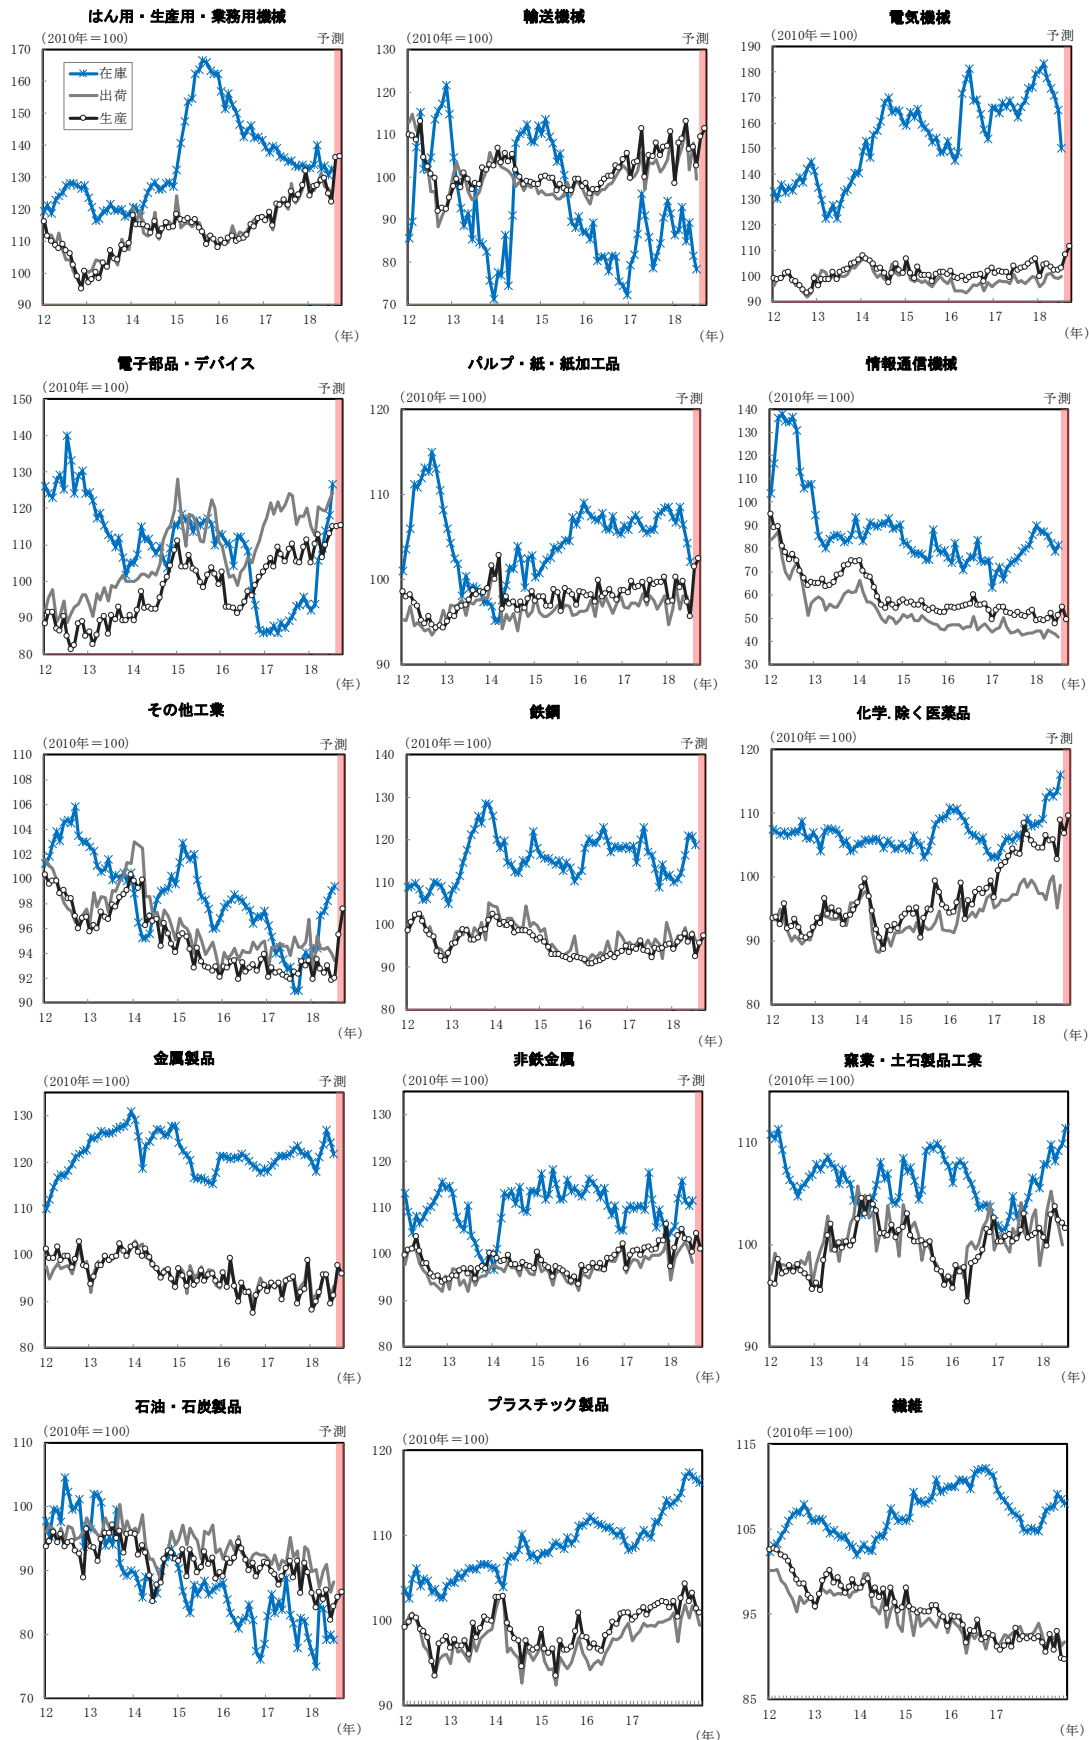 はん用・生産用・業務用機械
(2010年=100)
予測
170
160
150
140
130
120
110
100
90
在庫
出荷
生産
12 13 14 15 16 17 18
(年)
輸送機械
(2010年=100)
予測
130
120
110
100
90
80
70
12 13 14 15 16 17 18
(年)
電気機械
(2010年=100)
予測
190
180
170
160
150
140
130
120
110
100
90
12 13 14 15 16 17 18
(年)
電子部品・デバイス
(2010年=100)
予測
150
140
130
120
110
100
90
80
12 13 14 15 16 17 18
(年)
パルプ・紙・紙加工品
(2010年=100)
予測
120
110
100
90
12 13 14 15 16 17 18
(年)
情報通信機械
(2010年=100)
予測
140
130
120
110
100
90
80
70
60
50
40
30
12 13 14 15 16 17 18
(年)
その他工業
(2010年=100)
予測
110
108
106
104
102
100
98
96
94
92
90
12 13 14 15 16 17 18
(年)
鉄鋼
(2010年=100)
予測
140
130
120
110
100
90
80
12 13 14 15 16 17 18
(年)
化学.除く医薬品
(2010年=100)
予測
120
110
100
90
80
12 13 14 15 16 17 18
(年)
金属製品
(2010年=100)
予測
130
120
110
100
90
80
12 13 14 15 16 17 18
(年)
非鉄金属
(2010年=100)
予測
130
120
110
100
90
80
12 13 14 15 16 17 18
(年)
窯業・土石製品工業
(2010年=100)
110
100
90
12 13 14 15 16 17 18
(年)
石油・石炭製品
(2010年=100)
予測
110
100
90
80
70
12 13 14 15 16 17 18
(年)
プラスチック製品
(2010年=100)
120
110
100
90
12 13 14 15 16 17
(年)
繊維
(2010年=100)
115
105
95
85
12 13 14 15 16 17
(年)